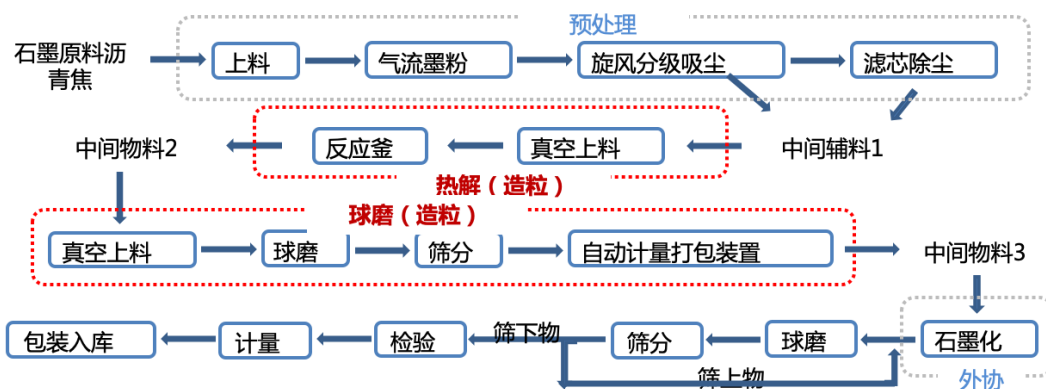 预处理
石墨原料沥
青焦
上料
气流墨粉
旋风分级吸尘
滤芯除尘
中间物料2
反应釜
真空上料
中间辅料1
热解（造粒）
球磨（造粒）
真空上料
球磨
筛分
自动计量打包装置
中间物料3
包装入库
计量
检验
筛下物
筛分
球磨
石墨化
筛上物
外协